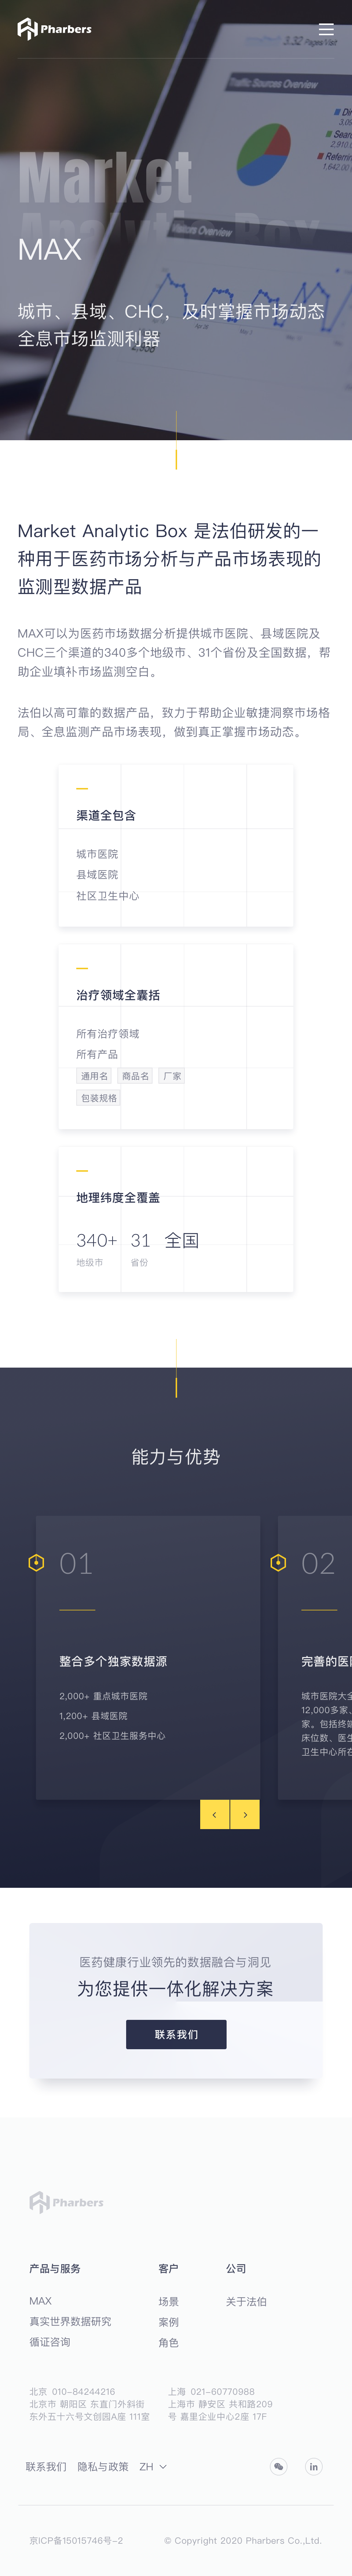 Pharbers
3.32 Pages/Visit
Traffic Sources Overview
Market
Analytic Box
Visitors Overview
MAX
城市、县域、CHC，及时掌握市场动态
全息市场监测利器
Market Analytic Box 是法伯研发的一
种用于医药市场分析与产品市场表现的
监测型数据产品
MAX可以为医药市场数据分析提供城市医院、县域医院及
CHC三个渠道的340多个地级市、31个省份及全国数据，帮
助企业填补市场监测空白。
法伯以高可靠的数据产品，致力于帮助企业敏捷洞察市场格
局、全息监测产品市场表现，做到真正掌握市场动态。
渠道全包含
城市医院
县域医院
社区卫生中心
治疗领域全囊括
所有治疗领域
所有产品
通用名 商品名 厂家
包装规格
地理纬度全覆盖
340+ 31 全国
地级市 省份
能力与优势
01
整合多个独家数据源
2,000+ 重点城市医院
1,200+ 县域医院
2,000+ 社区卫生服务中心
02
完善的医
城市医院大全
12,000多家、
家。包括终端
床位数、医生
卫生中心所在
医药健康行业领先的数据融合与洞见
为您提供一体化解决方案
联系我们
Pharbers
产品与服务
MAX
真实世界数据研究
循证咨询
客户
场景
案例
角色
公司
关于法伯
北京 010-84244216
北京市 朝阳区 东直门外斜街
东外五十六号文创园A座 111室
上海 021-60770988
上海市 静安区 共和路209
号 嘉里企业中心2座 17F
联系我们 隐私与政策 ZH
京ICP备15015746号-2
© Copyright 2020 Pharbers Co.,Ltd.